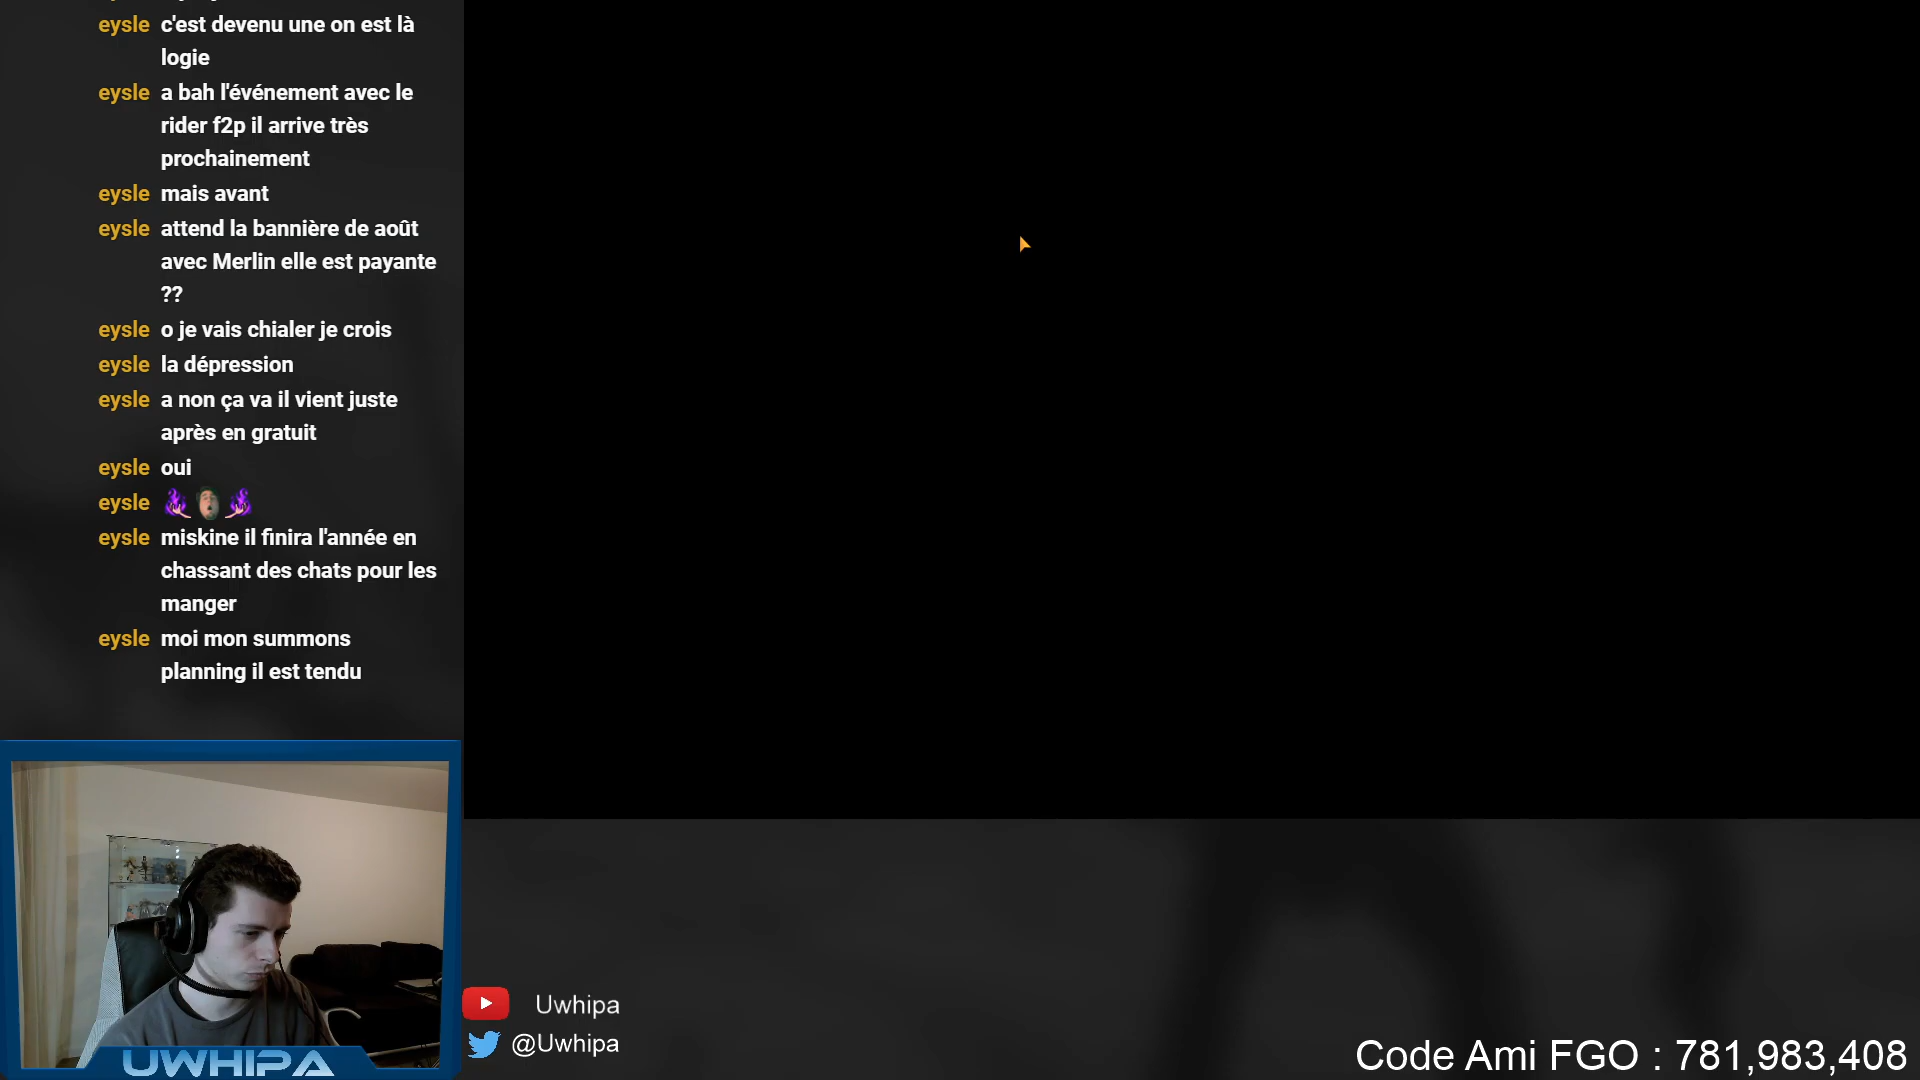 eysle c'est devenu une on est là
logie
eysle a bah l'événement avec le
rider f2p il arrive très
prochainement
eysle mais avant
eysle attend la bannière de août
avec Merlin elle est payante
??
eysle o je vais chialer je crois
eysle la dépression
eysle a non ça va il vient juste
après en gratuit
eysle oui
eysle
eysle miskine il finira l'année en
chassant des chats pour les
manger
eysle moi mon summons
planning il est tendu
UWHIPA
Uwhipa
@Uwhipa
Code Ami FGO : 781,983,408